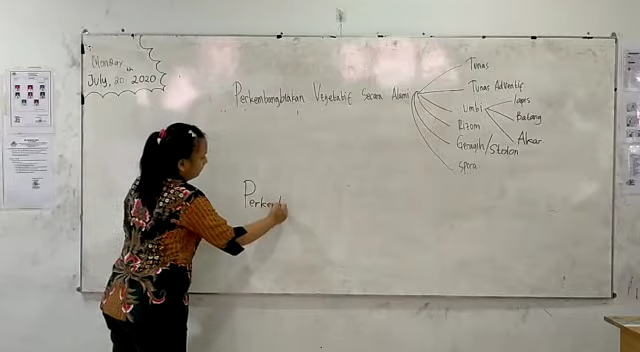 Monday
July, 20 2020
Perkembangbiakan Vegetatif Secara Alami
Tunas
Tunas Adventif
Umbi
lapis
Batang
Akar
Rizom
Geragih/Stolon
Spora
Perke